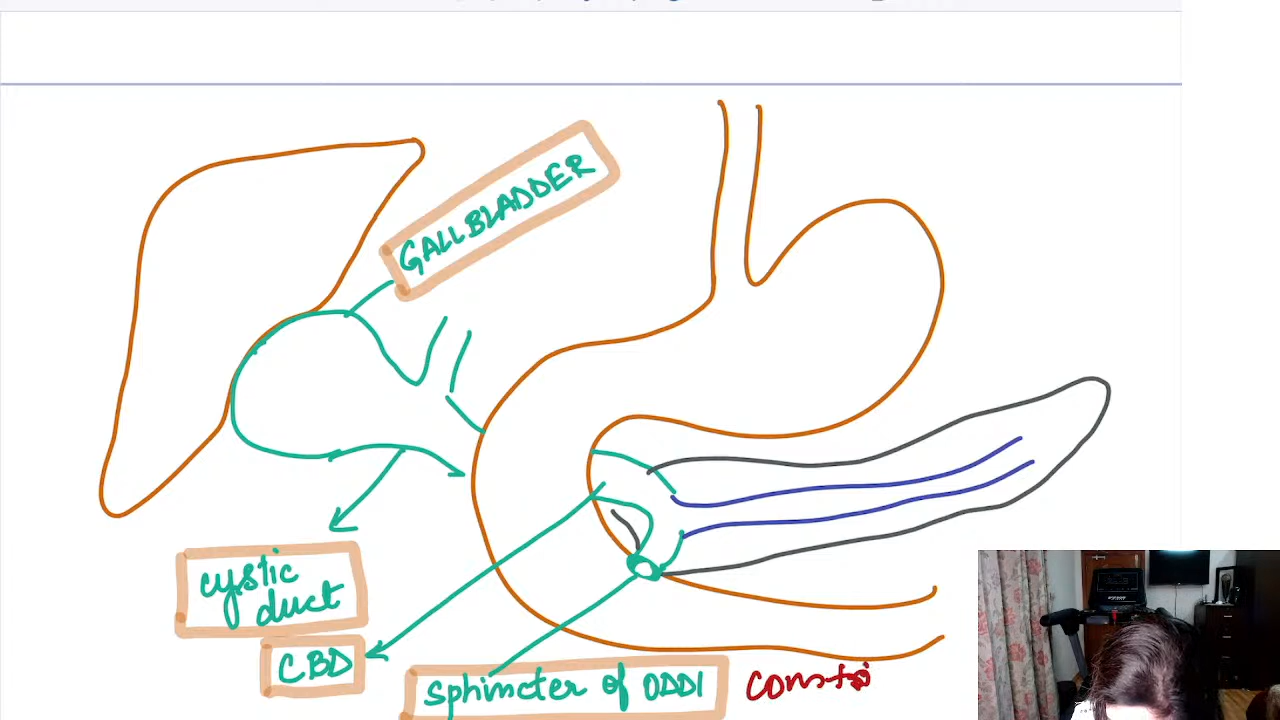 GALLBLADDER
cystic
duct
CBD
sphincter of ODDI